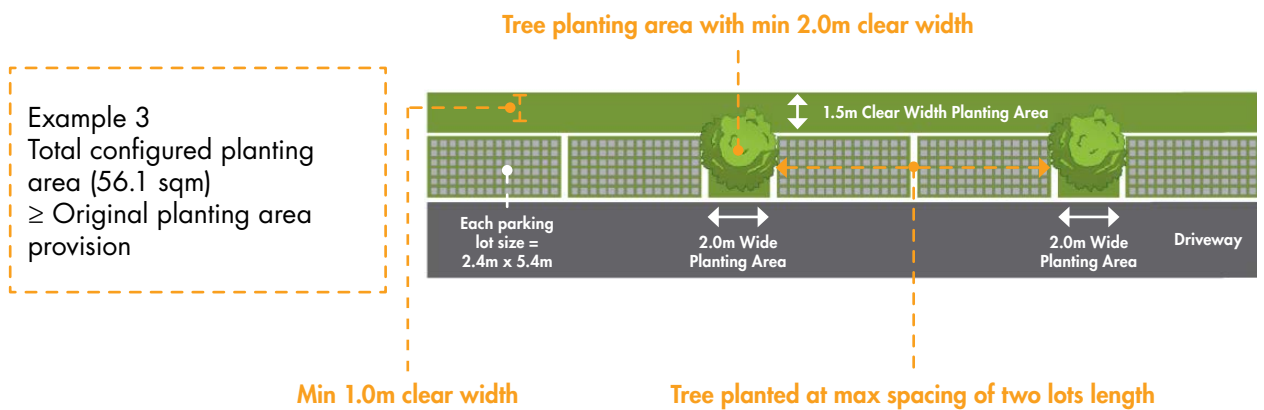 Tree planting area with min 2.0m clear width
Example 3
Total configured planting
area (56.1 sqm)
≥ Original planting area
provision
1.5m Clear Width Planting Area
Each parking
lot size =
2.4m x 5.4m
2.0m Wide
Planting Area
2.0m Wide
Planting Area
Driveway
Min 1.0m clear width
Tree planted at max spacing of two lots length